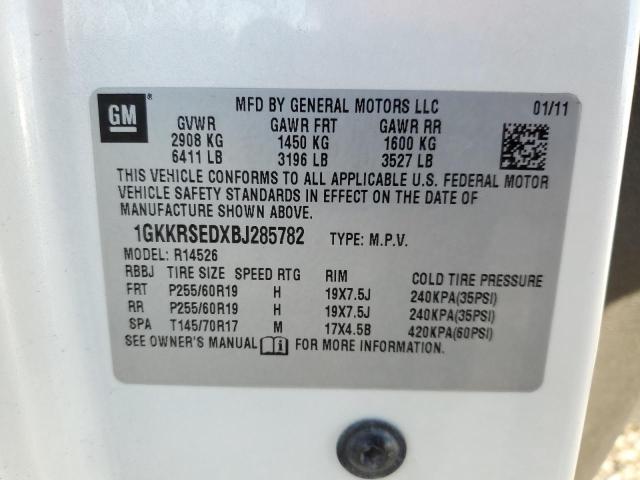 GM ®
MFD BY GENERAL MOTORS LLC 01/11
GVWR GAWR FRT GAWR RR
2908 KG 1450 KG 1600 KG
6411 LB 3196 LB 3527 LB
THIS VEHICLE CONFORMS TO ALL APPLICABLE U.S. FEDERAL MOTOR
VEHICLE SAFETY STANDARDS IN EFFECT ON THE DATE OF
MANUFACTURE SHOWN ABOVE.
1GKKRSEDXBJ285782 TYPE: M.P.V.
MODEL: R14526
RBBJ TIRE SIZE SPEED RTG RIM COLD TIRE PRESSURE
FRT P255/60R19 H 19X7.5J 240KPA(35PSI)
RR P255/60R19 H 19X7.5J 240KPA(35PSI)
SPA T145/70R17 M 17X4.5B 420KPA(60PSI)
SEE OWNER'S MANUAL FOR MORE INFORMATION.